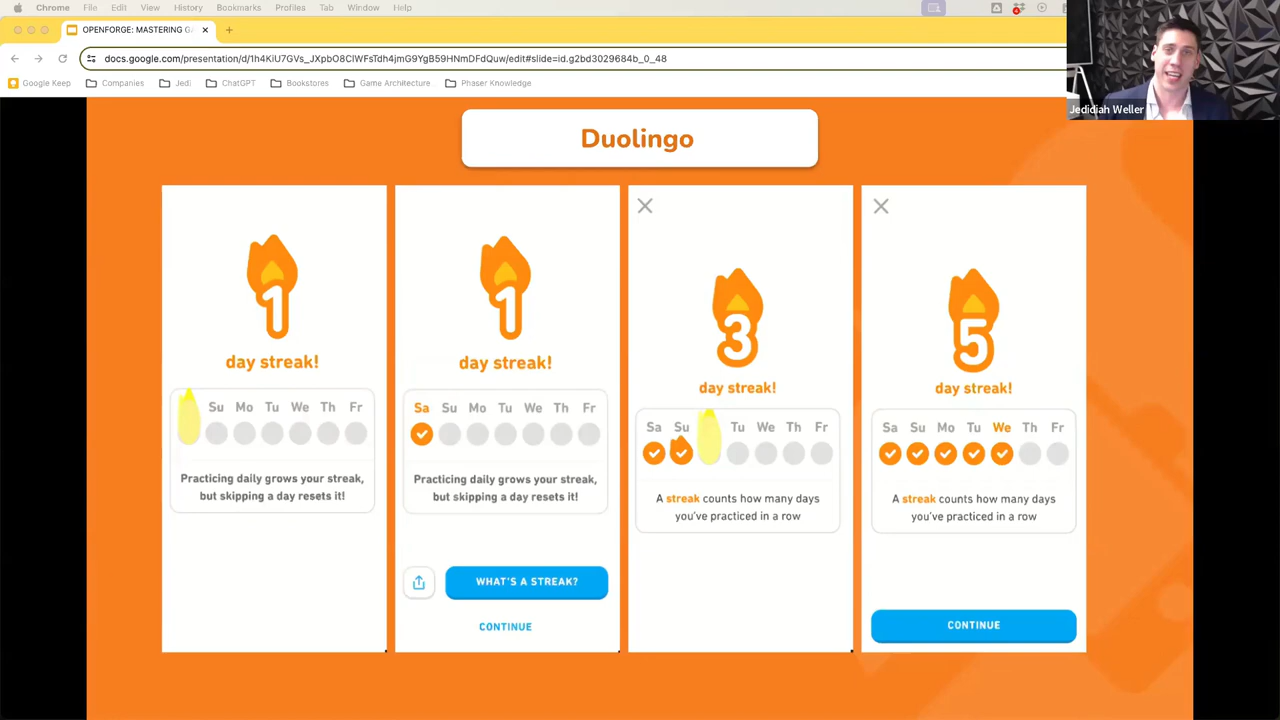 Chrome File Edit View History Bookmarks Profiles Tab Window Help
OPENFORGE: MASTERING GA
docs.google.com/presentation/d/1h4KiU7GVs_JXpbO8ClWFsTdh4jmG9YgB59HNmDFdQuw/edit#slide=id.g2bd3029684b_0_48
Google Keep Companies Jedi ChatGPT Bookstores Game Architecture Phaser Knowledge
Jedidiah Weller
Duolingo
1
day streak!
Su Mo Tu We Th Fr
Practicing daily grows your streak,
but skipping a day resets it!
1
day streak!
Sa Su Mo Tu We Th Fr
Practicing daily grows your streak,
but skipping a day resets it!
WHAT'S A STREAK?
CONTINUE
3
day streak!
Sa Su Tu We Th Fr
A streak counts how many days
you've practiced in a row
5
day streak!
Sa Su Mo Tu We Th Fr
A streak counts how many days
you've practiced in a row
CONTINUE